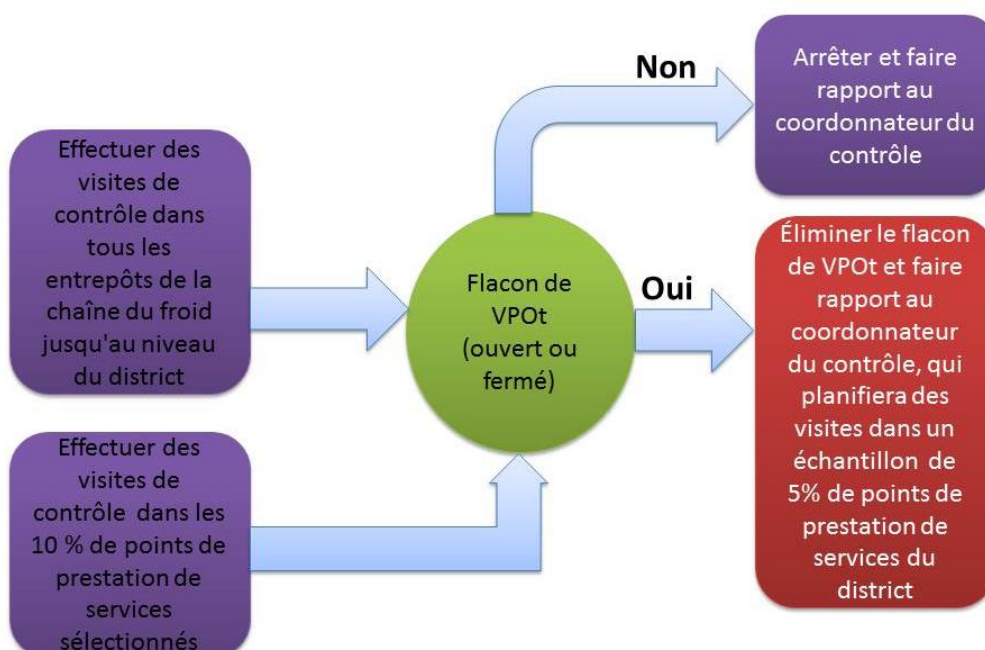 Effectuer des
visites de
contrôle dans
tous les
entrepôts de la
chaîne du froid
jusqu'au niveau
du district
Effectuer des
visites de
contrôle dans les
10 % de points de
prestation de
services
sélectionnés
Flacon de
VPOt
(ouvert ou
fermé)
Non
Arrêter et faire
rapport au
coordonnateur du
contrôle
Oui
Éliminer le flacon
de VPOt et faire
rapport au
coordonnateur
du contrôle, qui
planifiera des
visites dans un
échantillon de
5% de points de
prestation de
services du
district